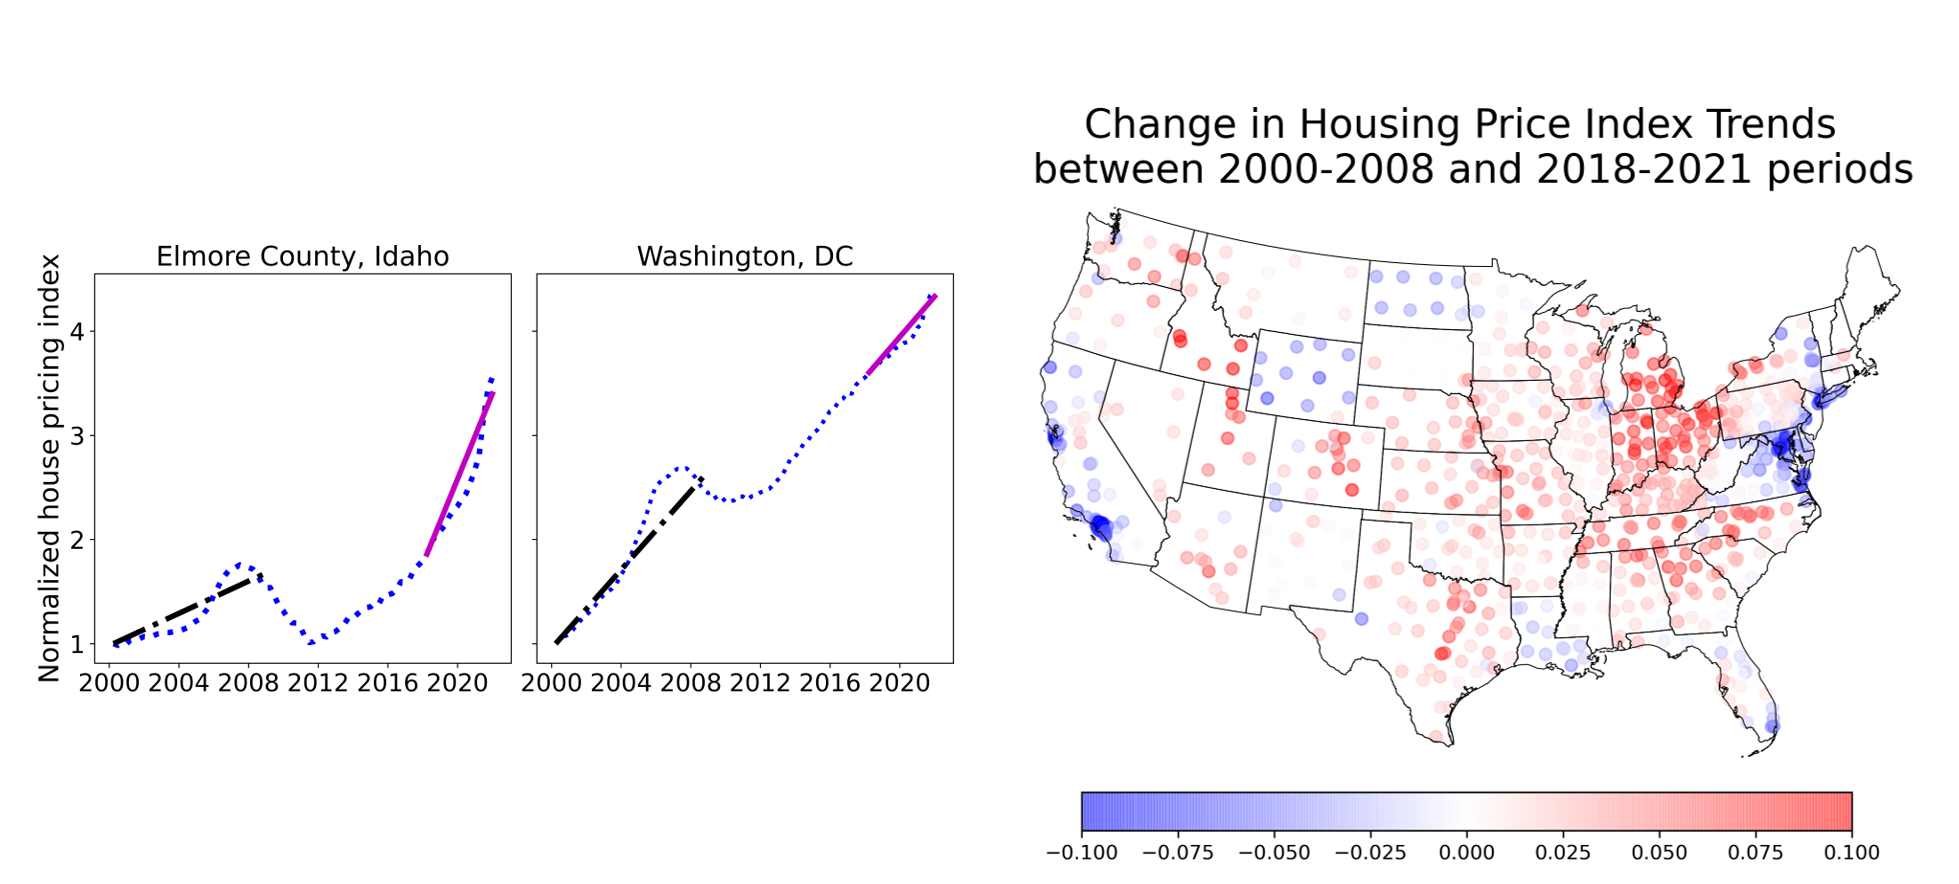 Elmore County, Idaho
Washington, DC
Normalized house pricing index
4
3
2
1
2000 2004 2008 2012 2016 2020
2000 2004 2008 2012 2016 2020
Change in Housing Price Index Trends
between 2000-2008 and 2018-2021 periods
−0.100 −0.075 −0.050 −0.025 0.000 0.025 0.050 0.075 0.100